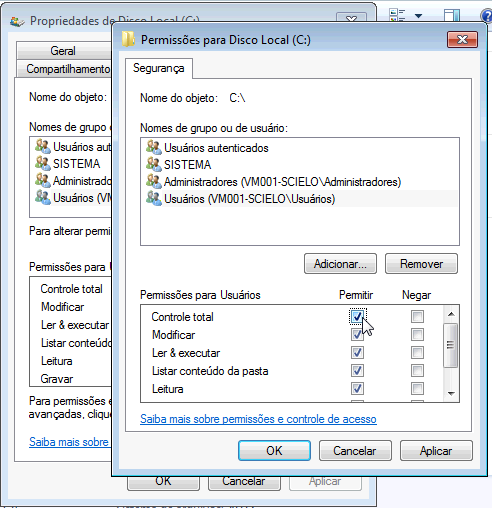 Propriedades de Disco Local (C:)
Geral
Compartilhamento
Nome do objeto:
Nomes de grupo o
Usuários aut
SISTEMA
Administrado
Usuários (VM
Para alterar permi
Permissões para U
Controle total
Modificar
Ler & executar
Listar conteúdo
Leitura
Gravar
Para permissões e
avançadas, clique
Saiba mais sobre
OK
Cancelar
Aplicar
Permissões para Disco Local (C:)
Segurança
Nome do objeto: C:\
Nomes de grupo ou de usuário:
Usuários autenticados
SISTEMA
Administradores (VM001-SCIELO\Administradores)
Usuários (VM001-SCIELO\Usuários)
Adicionar... Remover
Permissões para Usuários Permitir Negar
Controle total
Modificar
Ler & executar
Listar conteúdo da pasta
Leitura
Saiba mais sobre permissões e controle de acesso
OK Cancelar Aplicar